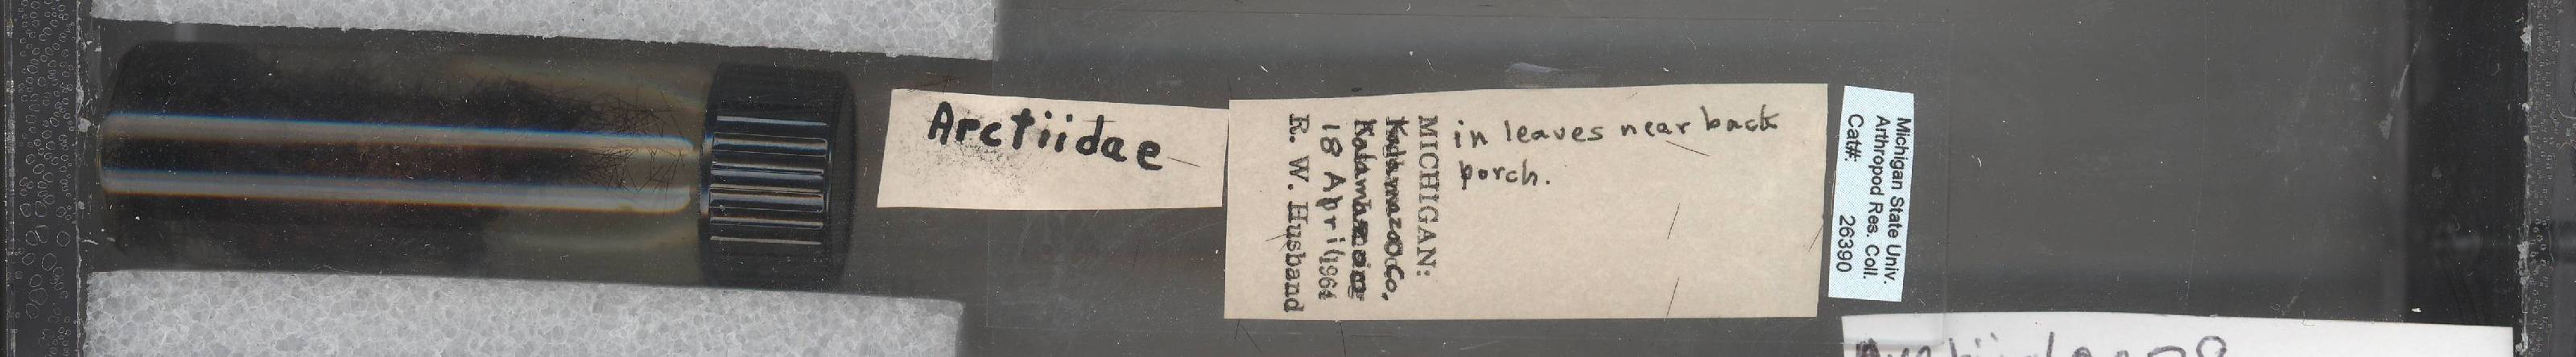 Arctiidae
in leaves near back
porch.
MICHIGAN:
Kalamazoo Co.
Kalamazoo
18 April 1964
R. W. Husband
Michigan State Univ.
Arthropod Res. Coll.
Cat#. 26390